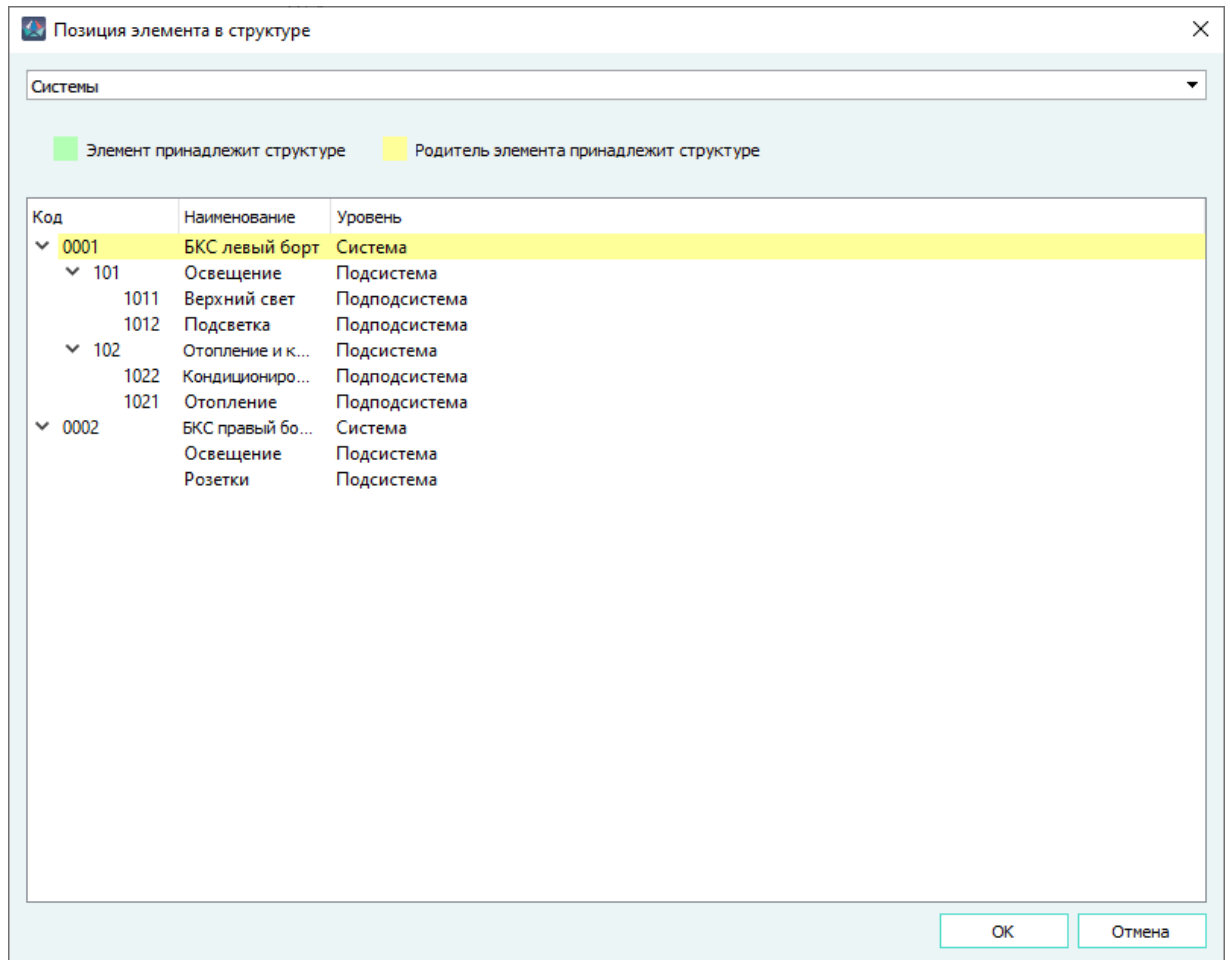 Позиция элемента в структуре
Системы
Элемент принадлежит структуре Родитель элемента принадлежит структуре
Код Наименование Уровень
0001 БКС левый борт Система
101 Освещение Подсистема
1011 Верхний свет Подподсистема
1012 Подсветка Подподсистема
102 Отопление и к... Подсистема
1022 Кондициониро... Подподсистема
1021 Отопление Подподсистема
0002 БКС правый бо... Система
Освещение Подсистема
Розетки Подсистема
ОК Отмена